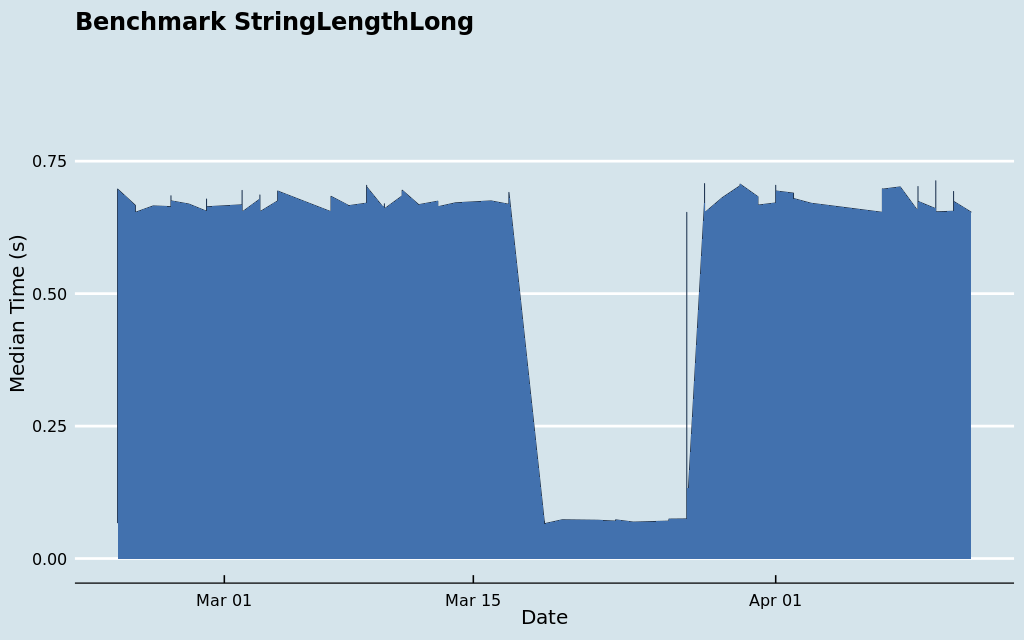 Benchmark StringLengthLong
Median Time (s)
0.75
0.50
0.25
0.00
Mar 01
Mar 15
Apr 01
Date